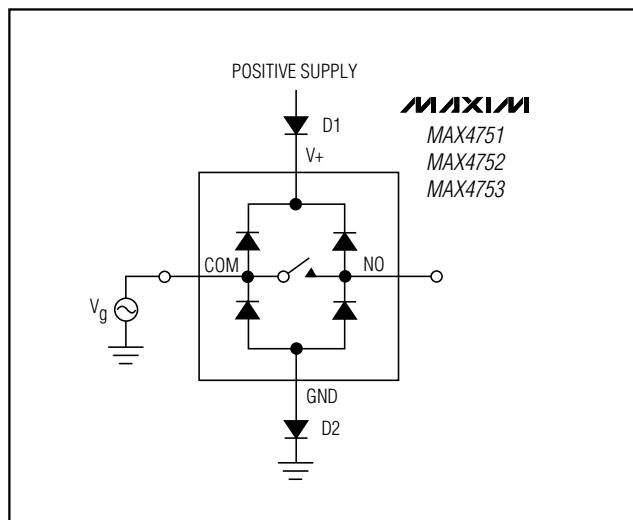 POSITIVE SUPPLY
MAXIM
D1
MAX4751
V+
MAX4752
MAX4753
COM
NO
Vg
GND
D2